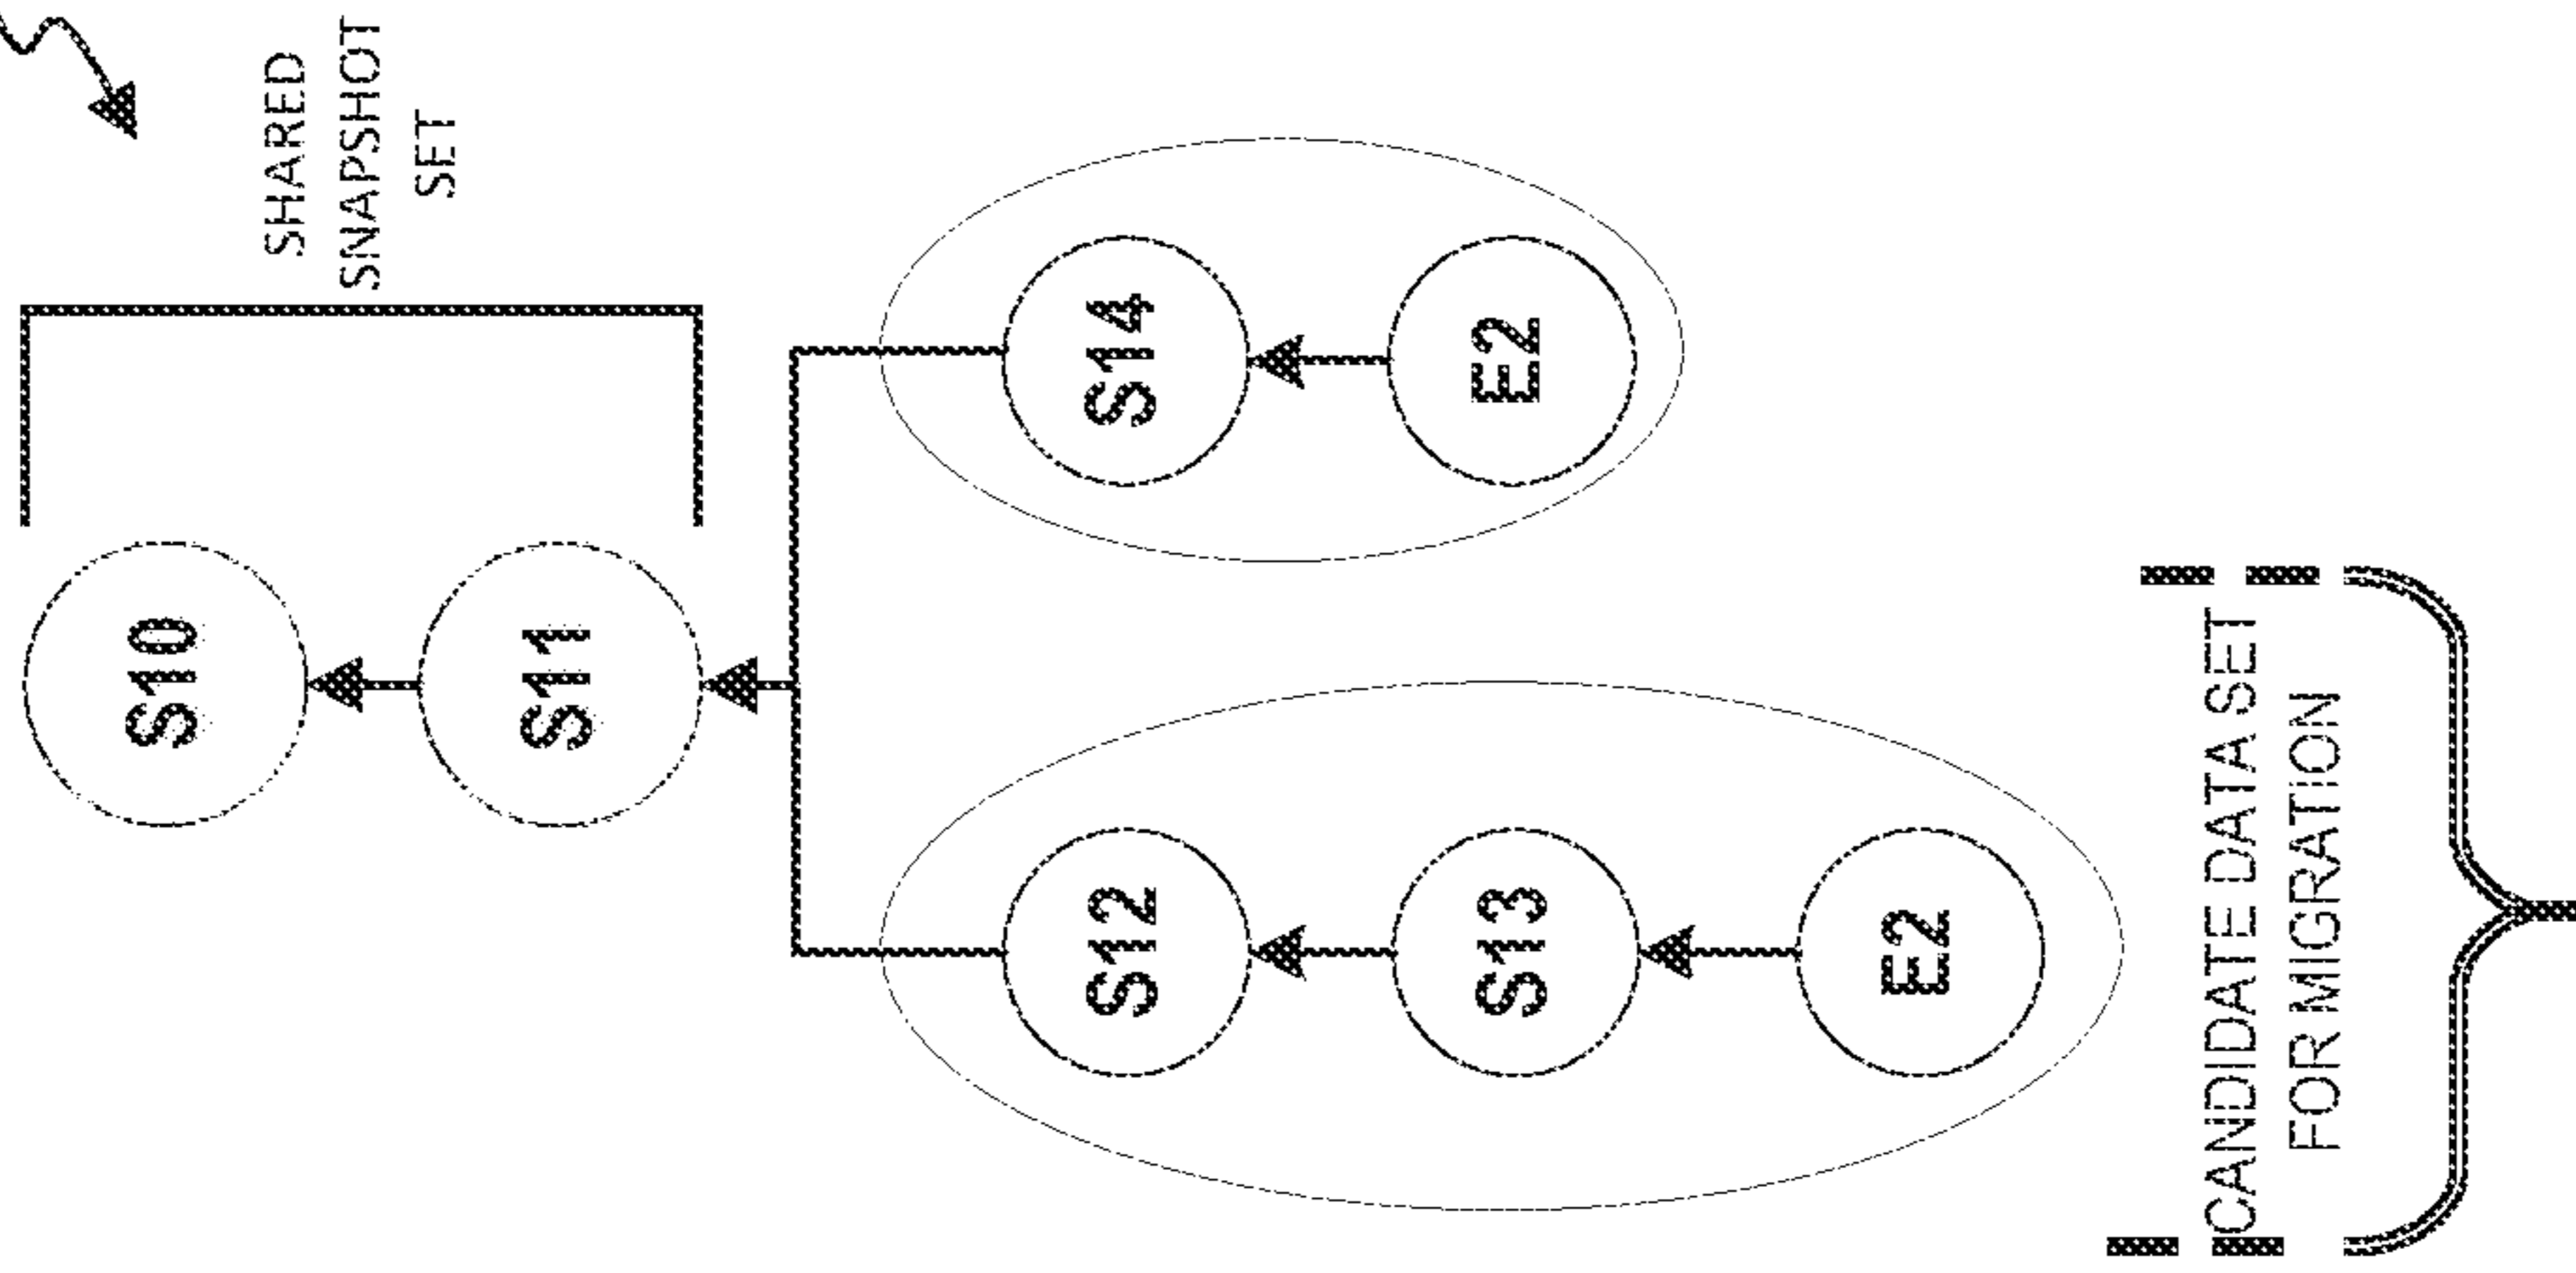 S10
SHARED
SNAPSHOT
SET
S11
S12
S14
S13
E2
E2
CANDIDATE DATA SET
FOR MIGRATION